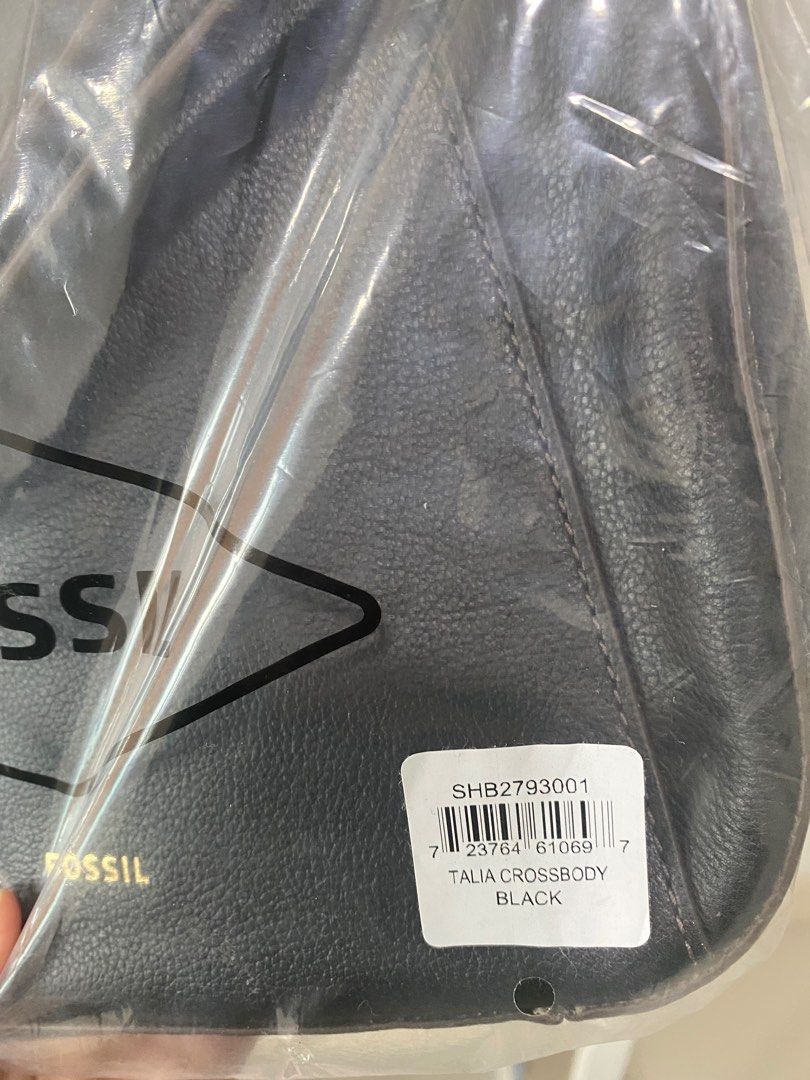 SSIL
FOSSIL
SHB2793001
7 23764 61069 7
TALIA CROSSBODY
BLACK